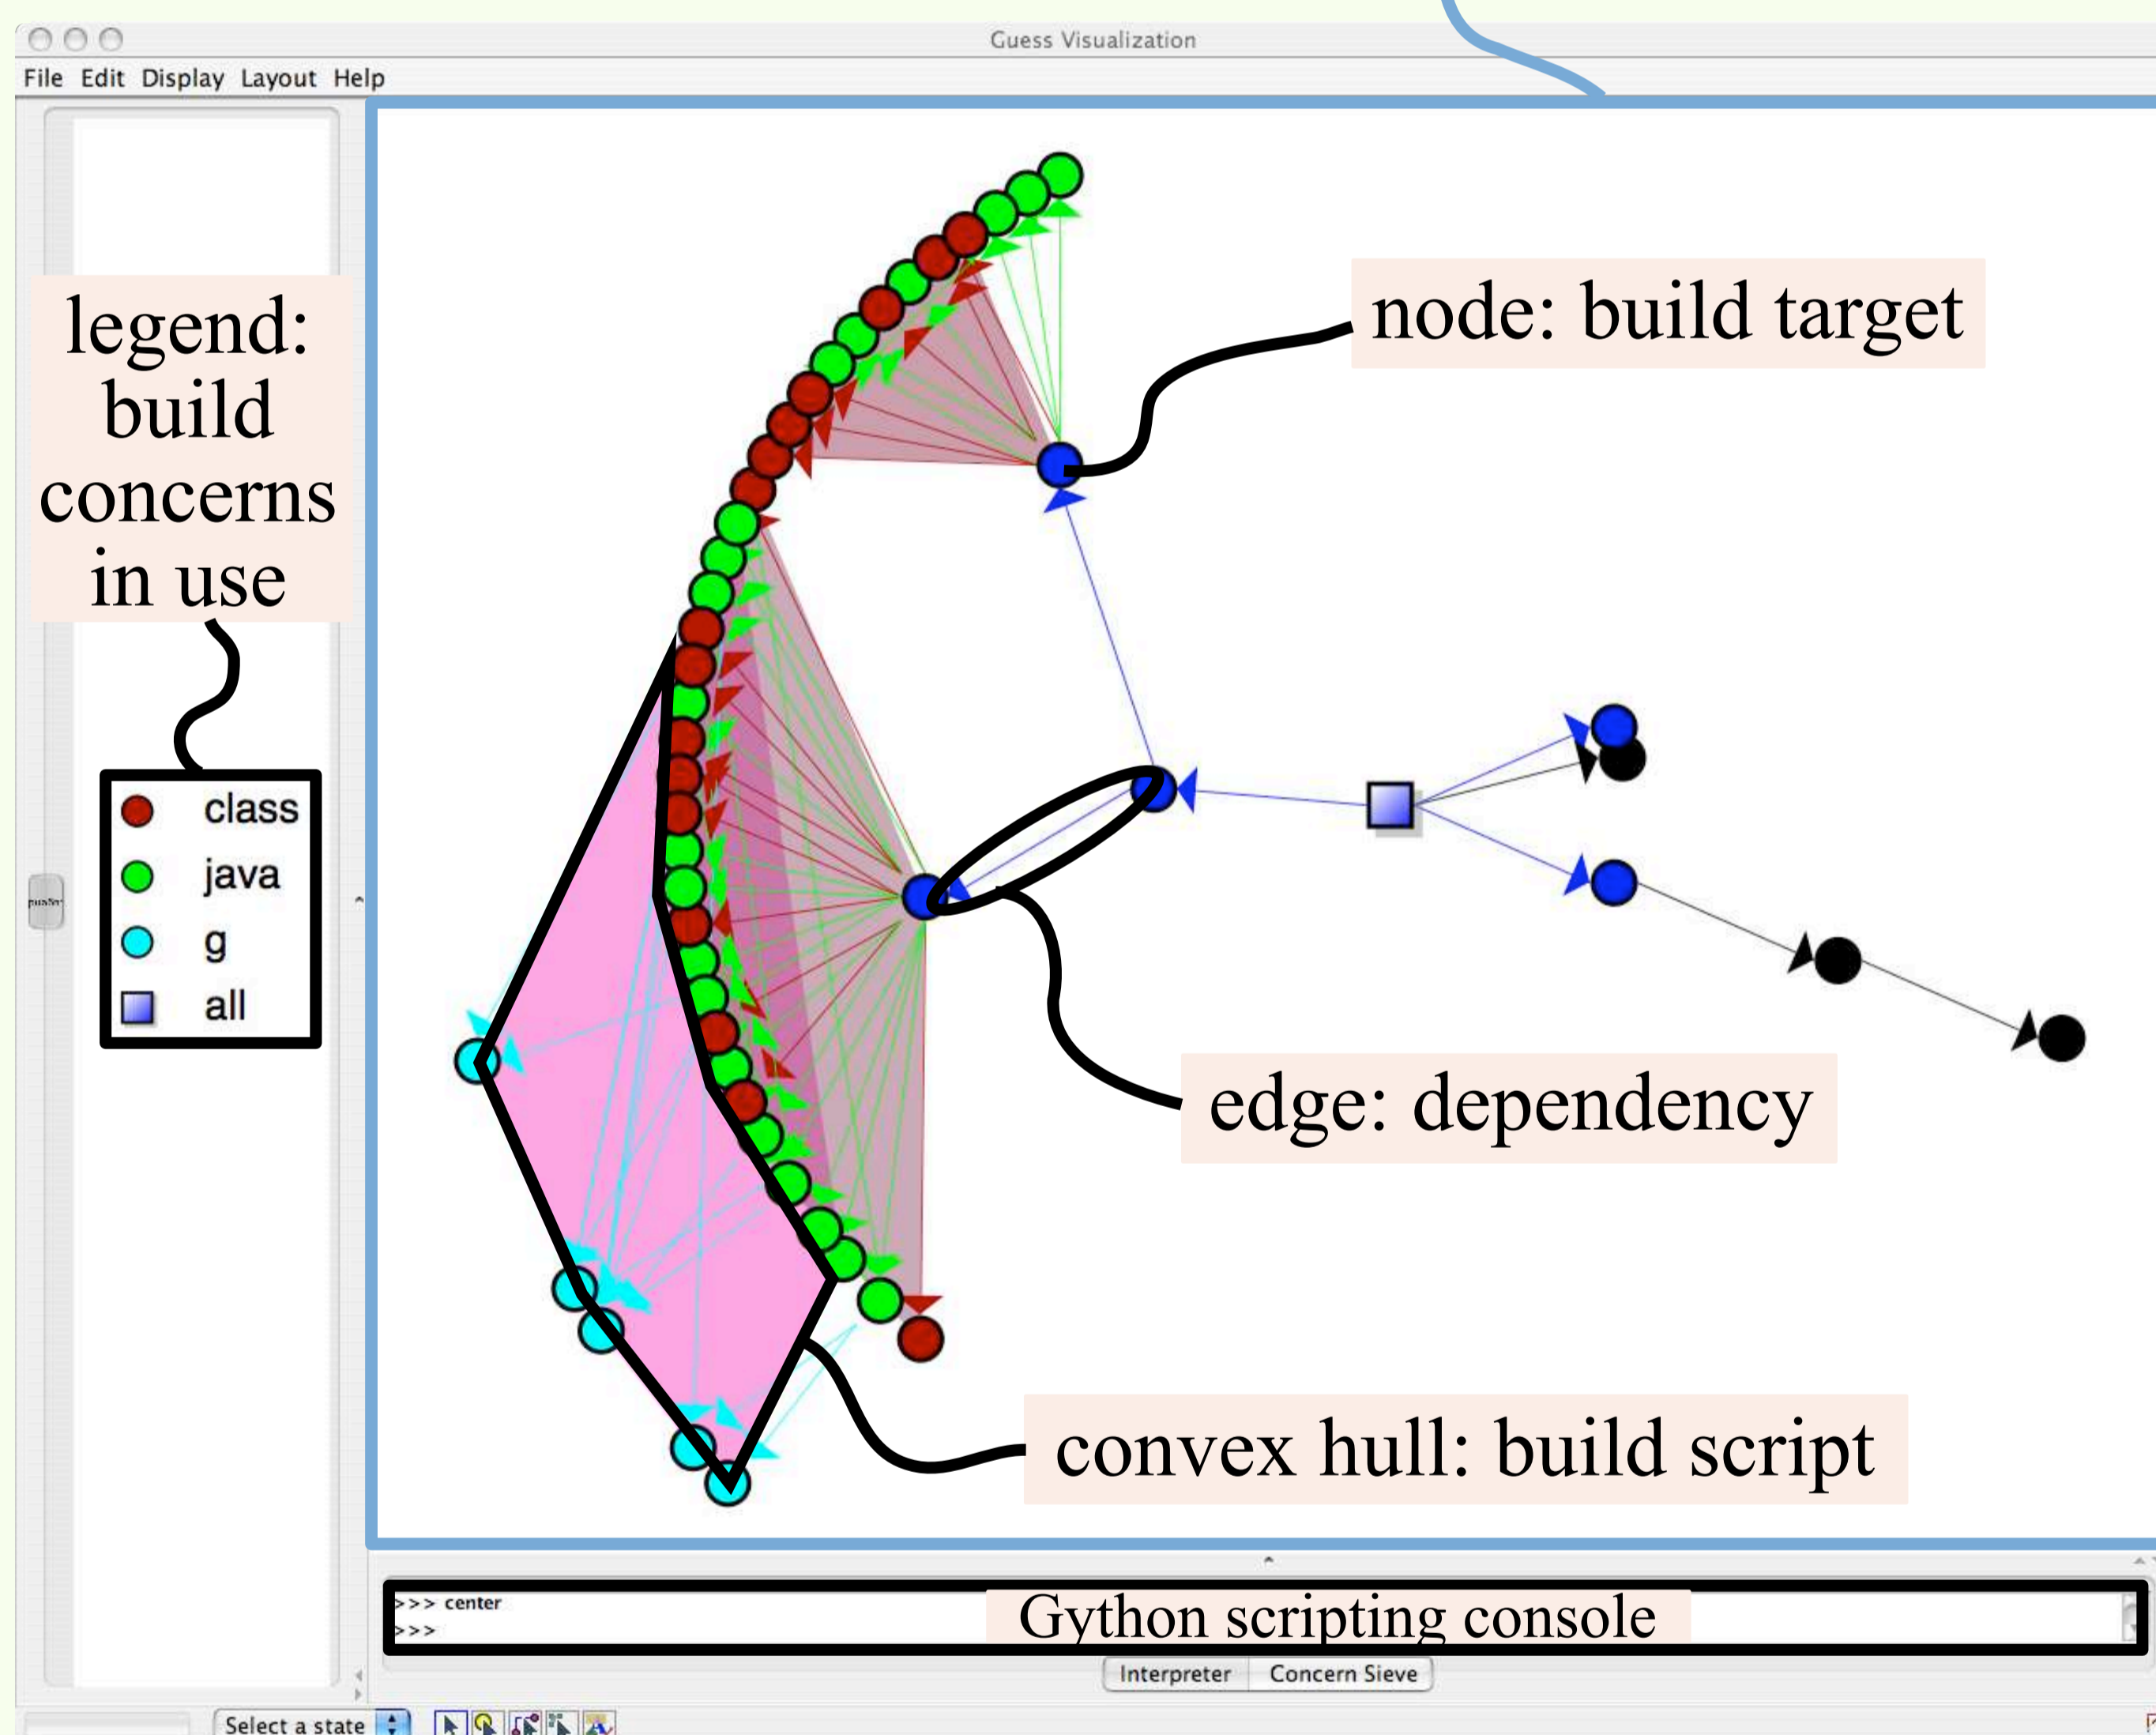 Guess Visualization
File Edit Display Layout Help
legend:
build
concerns
in use
node: build target
class
java
g
all
edge: dependency
convex hull: build script
>>> center
>>>
Gython scripting console
Interpreter Concern Sieve
Select a state